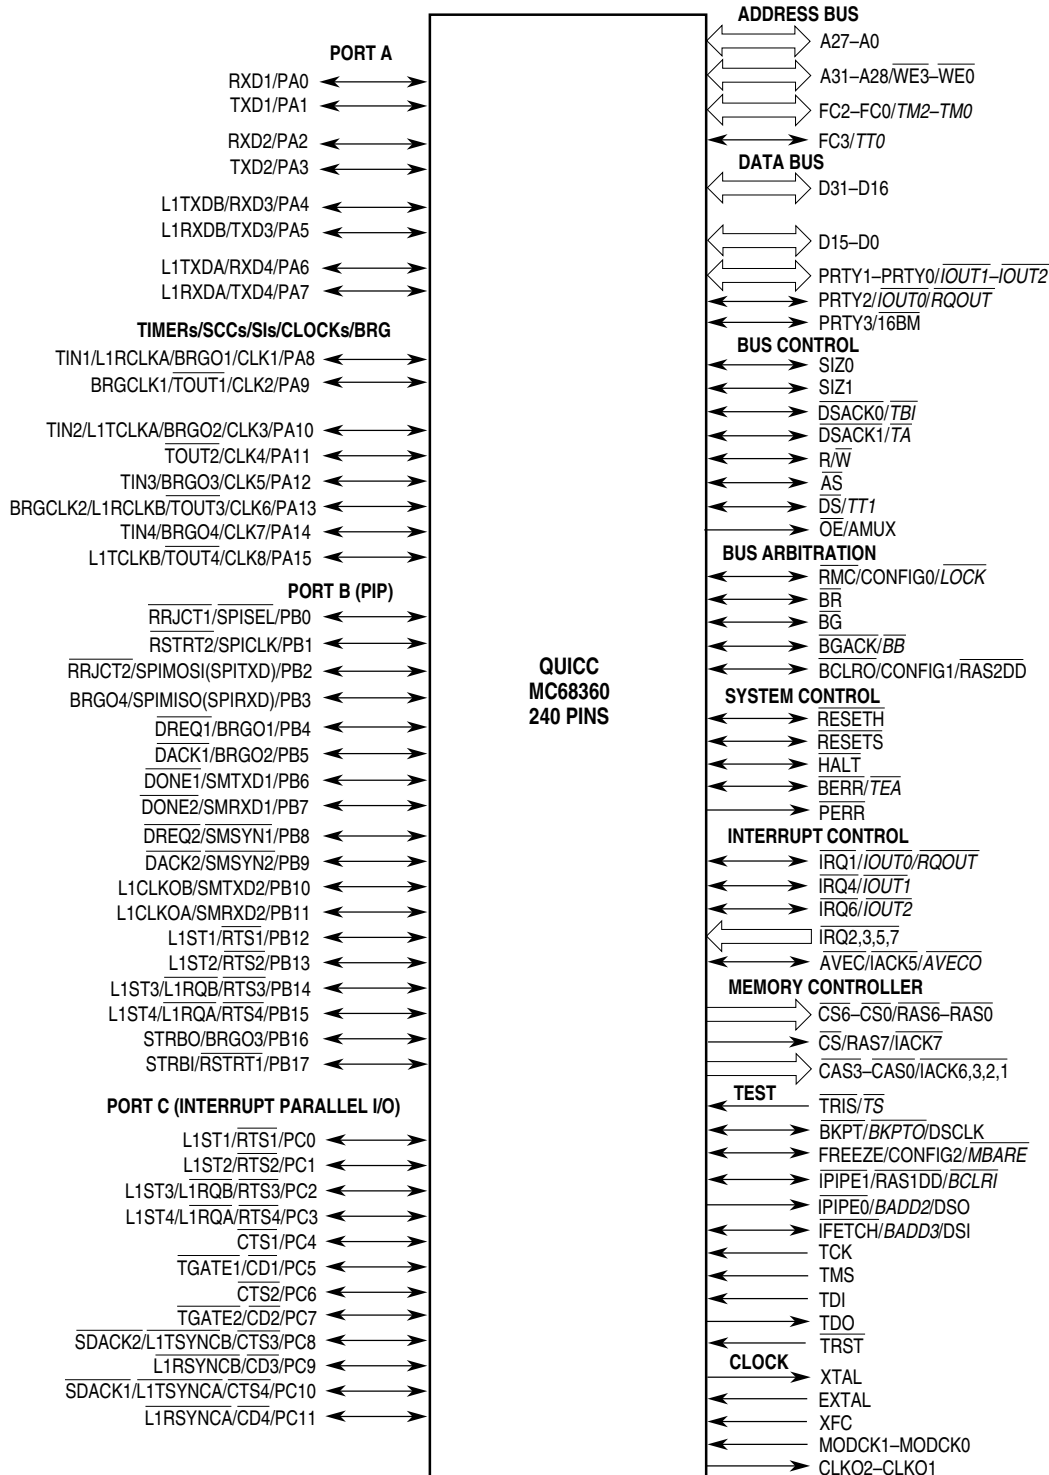 PORT A
RXD1/PA0
TXD1/PA1
RXD2/PA2
TXD2/PA3
L1TXDB/RXD3/PA4
L1RXDB/TXD3/PA5
L1TXDA/RXD4/PA6
L1RXDA/TXD4/PA7
TIMERs/SCCs/SIs/CLOCKs/BRG
TIN1/L1RCLKA/BRGO1/CLK1/PA8
BRGCLK1/TOUT1/CLK2/PA9
TIN2/L1TCLKA/BRGO2/CLK3/PA10
TOUT2/CLK4/PA11
TIN3/BRGO3/CLK5/PA12
BRGCLK2/L1RCLKB/TOUT3/CLK6/PA13
TIN4/BRGO4/CLK7/PA14
L1TCLKB/TOUT4/CLK8/PA15
PORT B (PIP)
RRJCT1/SPISEL/PB0
RSTRT2/SPICLK/PB1
RRJCT2/SPIMOSI(SPITXD)/PB2
BRGO4/SPIMISO(SPIRXD)/PB3
DREQ1/BRGO1/PB4
DACK1/BRGO2/PB5
DONE1/SMTXD1/PB6
DONE2/SMRXD1/PB7
DREQ2/SMSYN1/PB8
DACK2/SMSYN2/PB9
L1CLKOB/SMTXD2/PB10
L1CLKOA/SMRXD2/PB11
L1ST1/RTS1/PB12
L1ST2/RTS2/PB13
L1ST3/L1RQB/RTS3/PB14
L1ST4/L1RQA/RTS4/PB15
STRBO/BRGO3/PB16
STRBI/RSTRT1/PB17
PORT C (INTERRUPT PARALLEL I/O)
L1ST1/RTS1/PC0
L1ST2/RTS2/PC1
L1ST3/L1RQB/RTS3/PC2
L1ST4/L1RQA/RTS4/PC3
CTS1/PC4
TGATE1/CD1/PC5
CTS2/PC6
TGATE2/CD2/PC7
SDACK2/L1TSYNCB/CTS3/PC8
L1RSYNCB/CD3/PC9
SDACK1/L1TSYNCA/CTS4/PC10
L1RSYNCA/CD4/PC11
QUICC
MC68360
240 PINS
ADDRESS BUS
A27–A0
A31–A28/WE3–WE0
FC2–FC0/TM2–TM0
FC3/TT0
DATA BUS
D31–D16
D15–D0
PRTY1–PRTY0/IOUT1–IOUT2
PRTY2/IOUT0/RQOUT
PRTY3/16BM
BUS CONTROL
SIZ0
SIZ1
DSACK0/TBI
DSACK1/TA
R/W
AS
DS/TT1
OE/AMUX
BUS ARBITRATION
RMC/CONFIG0/LOCK
BR
BG
BGACK/BB
BCLRO/CONFIG1/RAS2DD
SYSTEM CONTROL
RESETH
RESETS
HALT
BERR/TEA
PERR
INTERRUPT CONTROL
IRQ1/IOUT0/RQOUT
IRQ4/IOUT1
IRQ6/IOUT2
IRQ2,3,5,7
AVEC/IACK5/AVECO
MEMORY CONTROLLER
CS6–CS0/RAS6–RAS0
CS/RAS7/IACK7
CAS3–CAS0/IACK6,3,2,1
TEST
TRIS/TS
BKPT/BKPTO/DSCLK
FREEZE/CONFIG2/MBARE
IPIPE1/RAS1DD/BCLRI
IPIPE0/BADD2/DSO
IFETCH/BADD3/DSI
TCK
TMS
TDI
TDO
TRST
CLOCK
XTAL
EXTAL
XFC
MODCK1–MODCK0
CLKO2–CLKO1